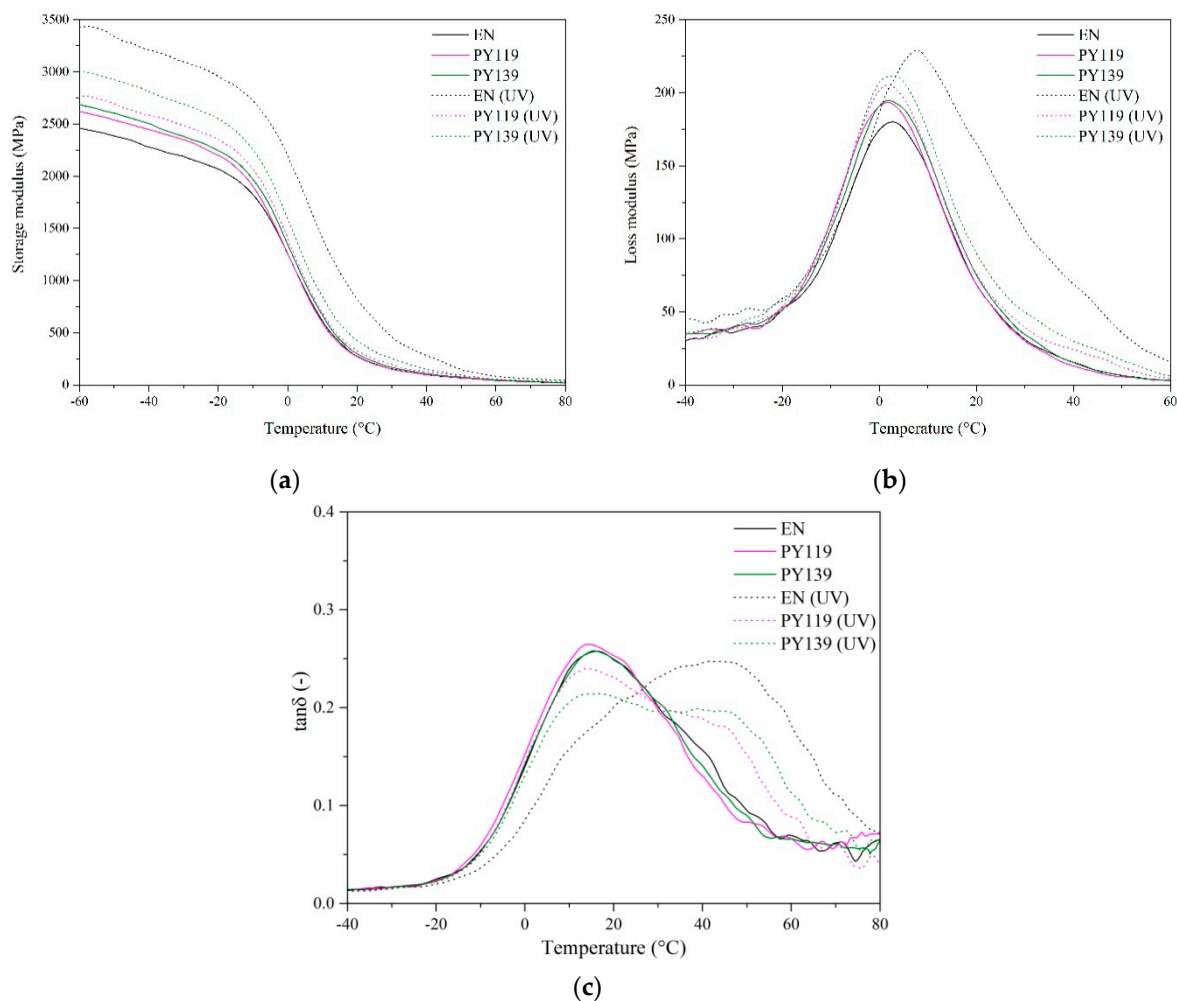 3500
3000
2500
2000
1500
1000
500
0
Storage modulus (MPa)
-60 -40 -20 0 20 40 60 80
Temperature (°C)
EN
PY119
PY139
EN (UV)
PY119 (UV)
PY139 (UV)
(a)
250
200
150
100
50
0
Loss modulus (MPa)
-40 -20 0 20 40 60
Temperature (°C)
EN
PY119
PY139
EN (UV)
PY119 (UV)
PY139 (UV)
(b)
0.4
0.3
0.2
0.1
0.0
tanδ (-)
-40 -20 0 20 40 60 80
Temperature (°C)
EN
PY119
PY139
EN (UV)
PY119 (UV)
PY139 (UV)
(c)